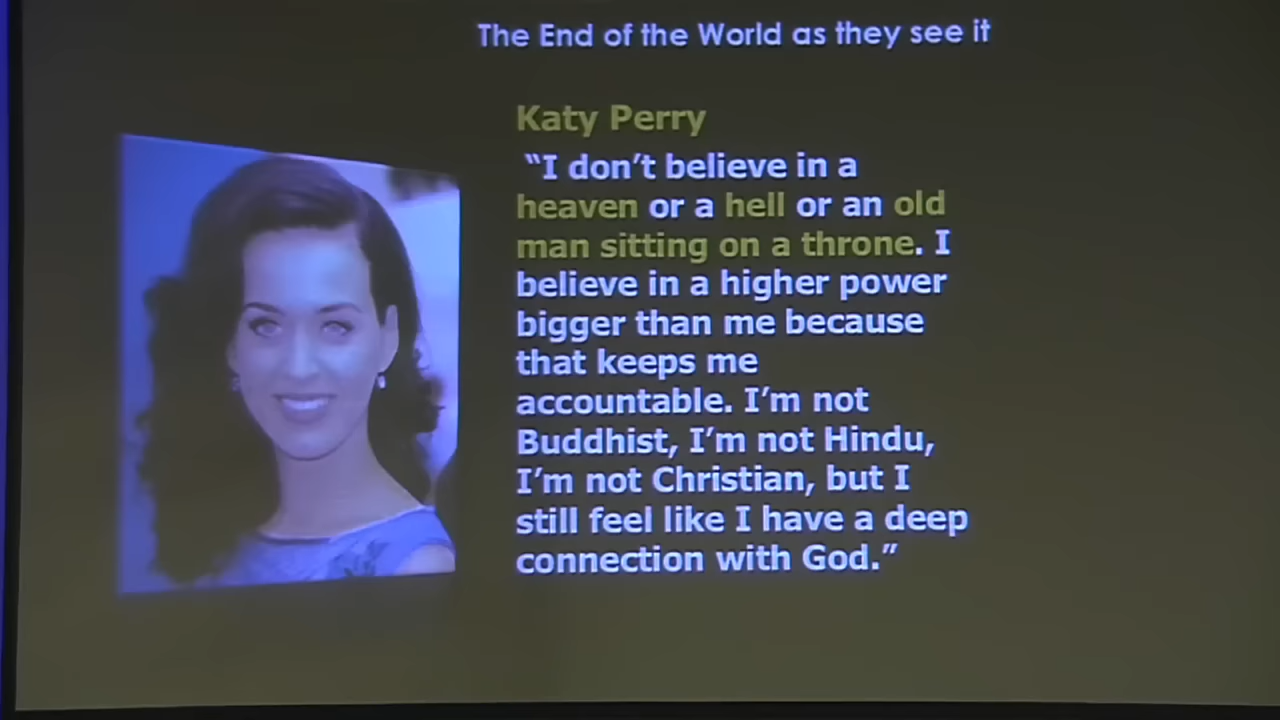 The End of the World as they see it
Katy Perry
“I don’t believe in a
heaven or a hell or an old
man sitting on a throne. I
believe in a higher power
bigger than me because
that keeps me
accountable. I’m not
Buddhist, I’m not Hindu,
I’m not Christian, but I
still feel like I have a deep
connection with God.”